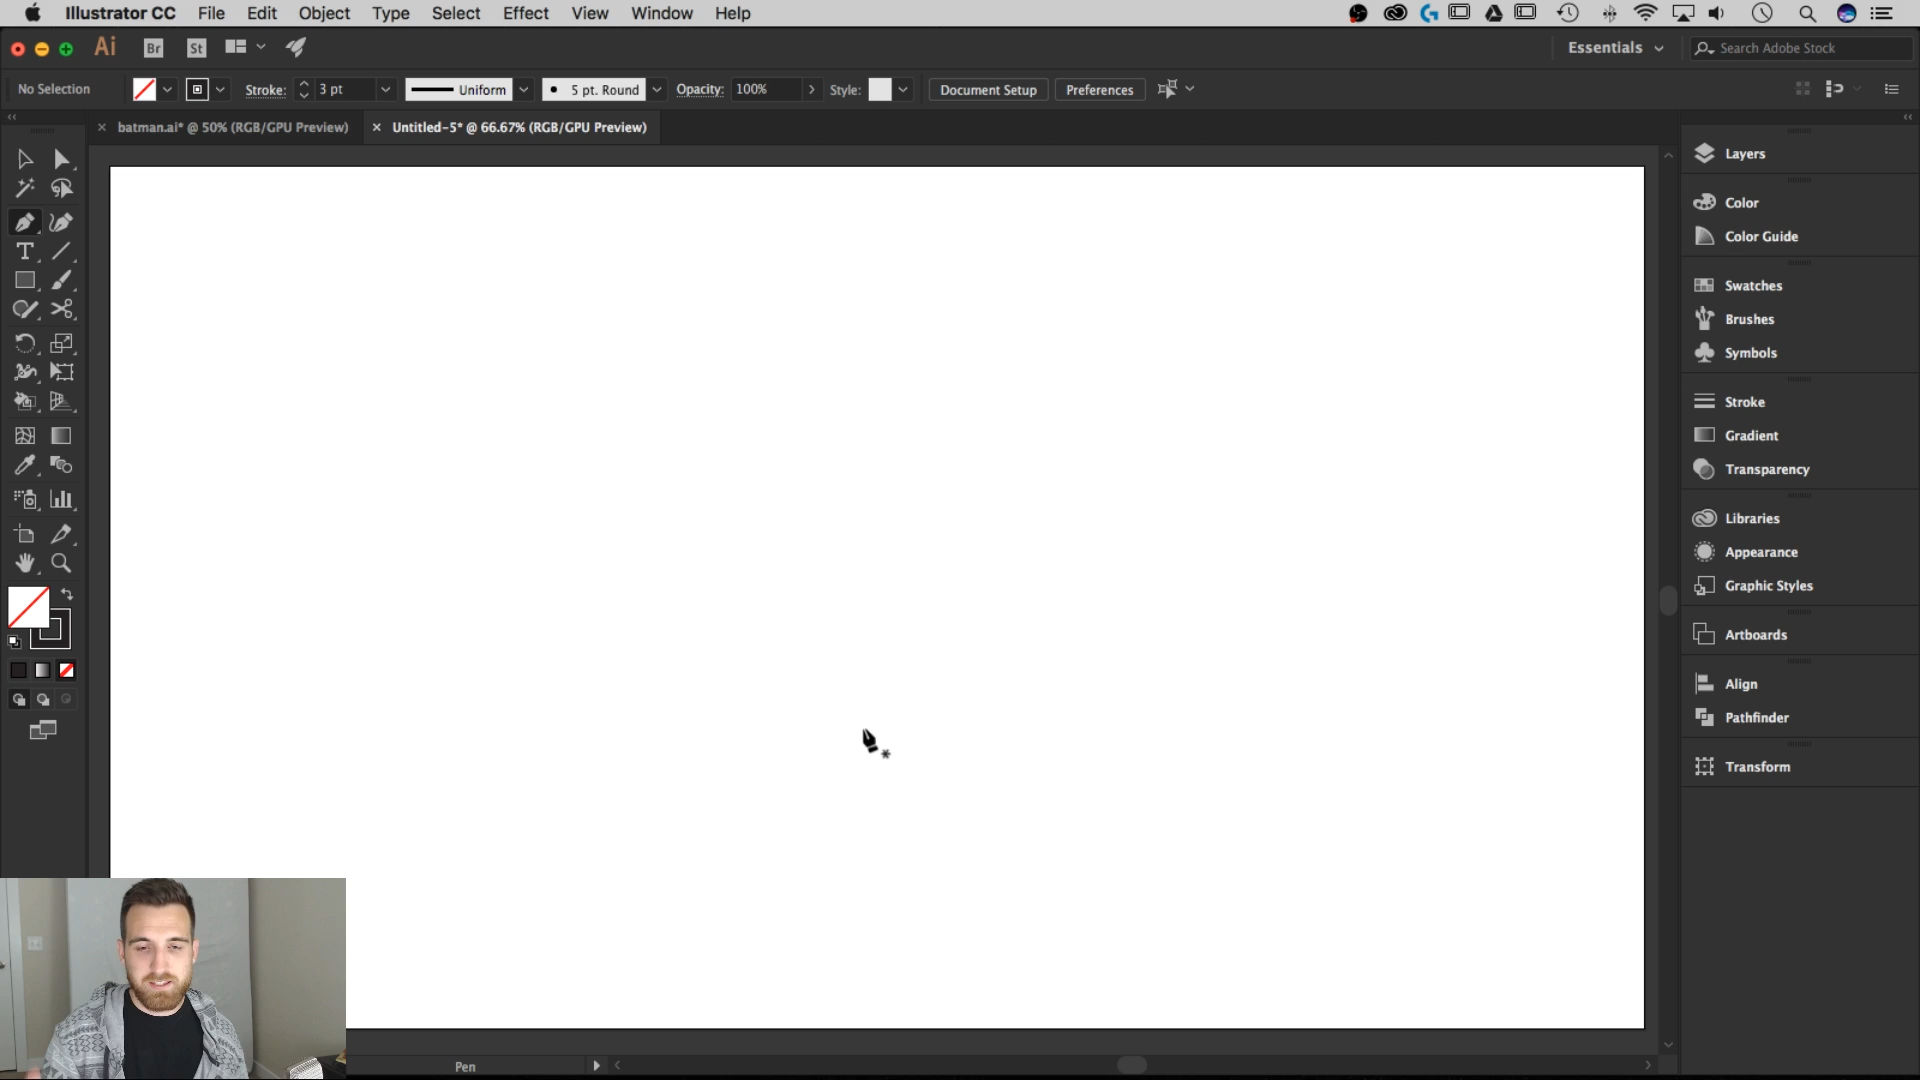 Illustrator CC File Edit Object Type Select Effect View Window Help
Ai Br St Essentials Search Adobe Stock
No Selection Stroke: 3 pt Uniform 5 pt. Round Opacity: 100% Style: Document Setup Preferences
batman.ai* @ 50% (RGB/GPU Preview) Untitled-5* @ 66.67% (RGB/GPU Preview)
Layers
Color
Color Guide
Swatches
Brushes
Symbols
Stroke
Gradient
Transparency
Libraries
Appearance
Graphic Styles
Artboards
Align
Pathfinder
Transform
Pen